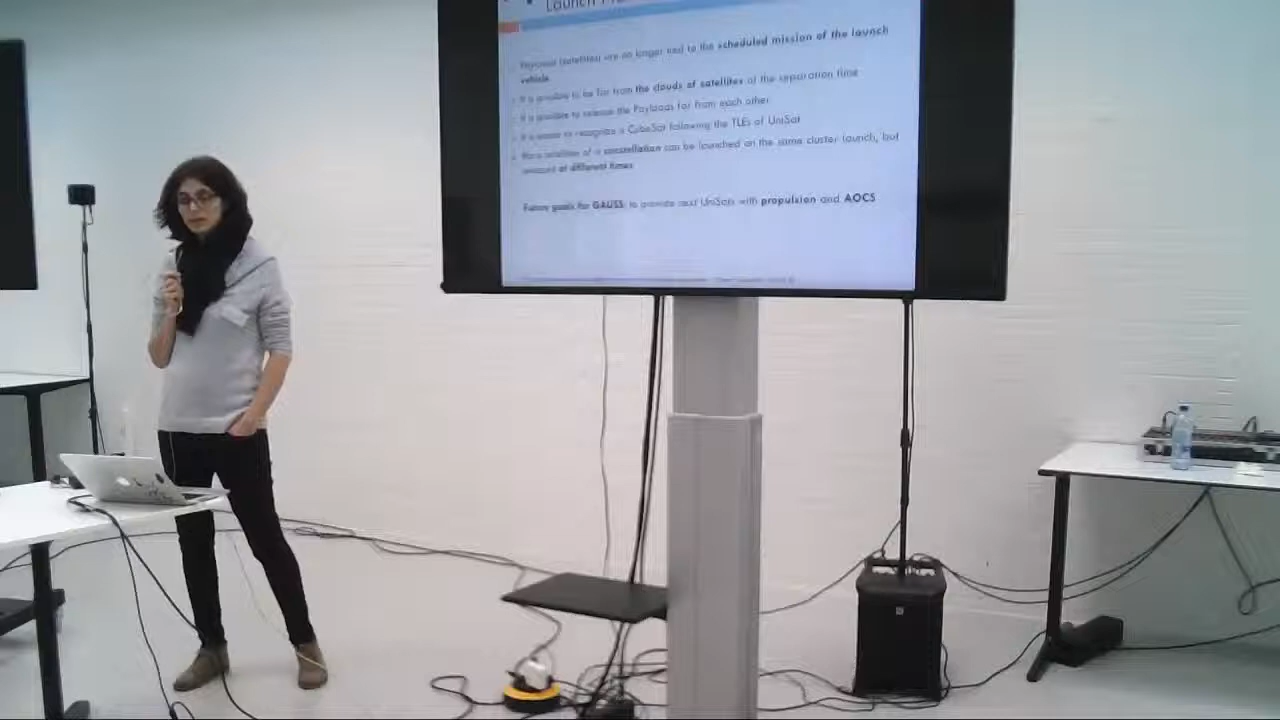 Launch
Payloads (satellites) are no longer tied to the scheduled mission of the launch
vehicle
It is possible to be far from the clouds of satellites at the separation time
It is possible to release the Payloads far from each other
It is easier to recognize a CubeSat following the TLEs of UniSat
satellites of a constellation can be launched on the same cluster launch, but
released at different times
Future goals for GAUSS: to provide next UniSats with propulsion and AOCS